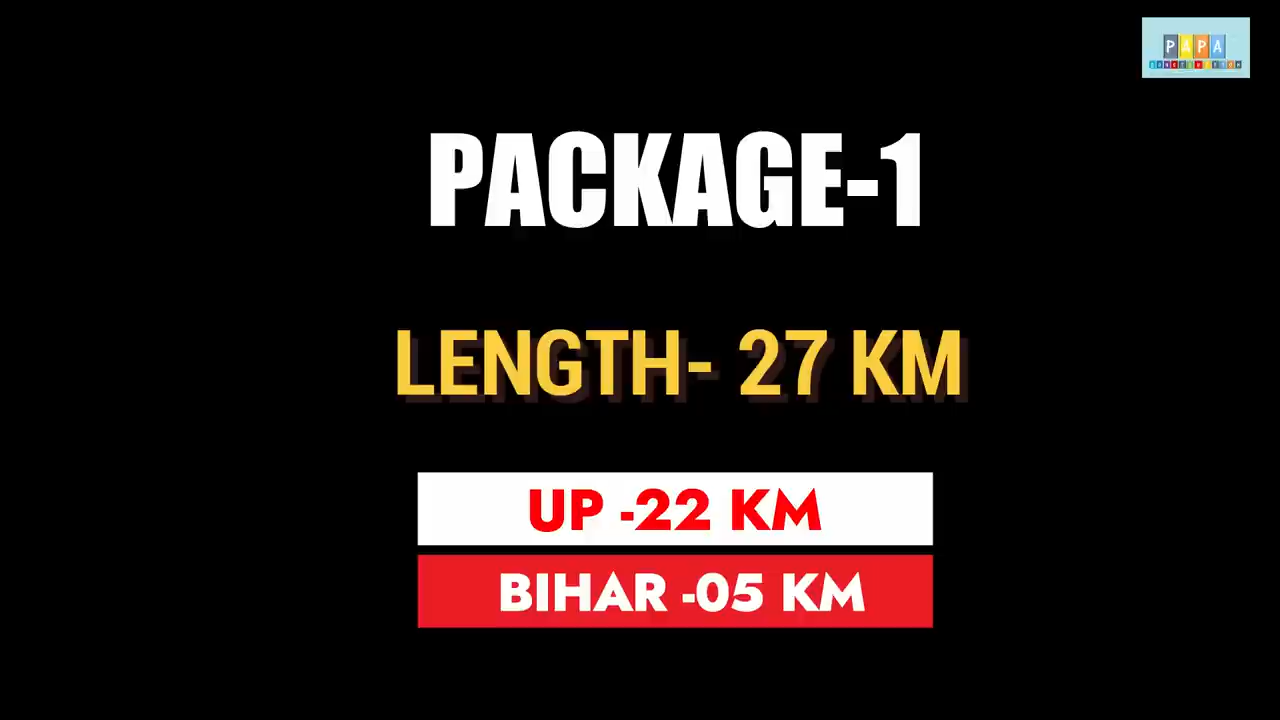 PAPA
PACKAGE-1
LENGTH- 27 KM
UP -22 KM
BIHAR -05 KM